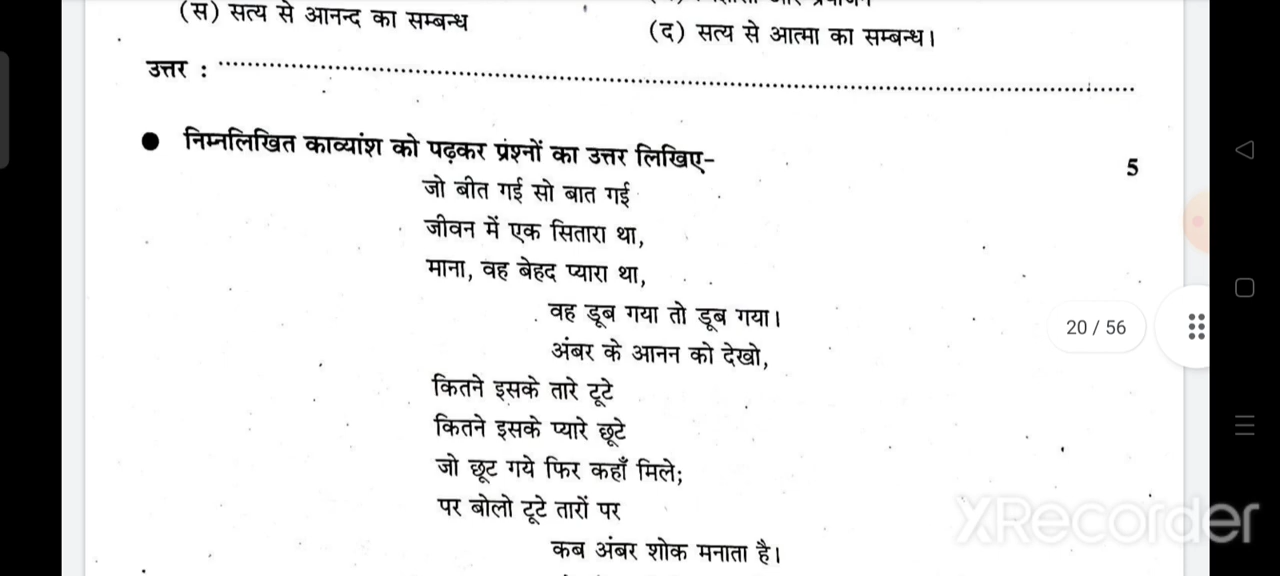 (स) सत्य से आनन्द का सम्बन्ध
(द) सत्य से आत्मा का सम्बन्ध।
उत्तर :
● निम्नलिखित काव्यांश को पढ़कर प्रंश्नों का उत्तर लिखिए-
5
जो बीत गई सो बात गई
जीवन में एक सितारा था,
माना, वह बेहद प्यारा था,
वह डूब गया तो डूब गया।
अंबर के आनन को देखो,
20 / 56
कितने इसके तारे टूटे
कितने इसके प्यारे छूटे
जो छूट गये फिर कहाँ मिले;
पर बोलो टूटे तारों पर
XRecorder
कब अंबर शोक मनाता है।